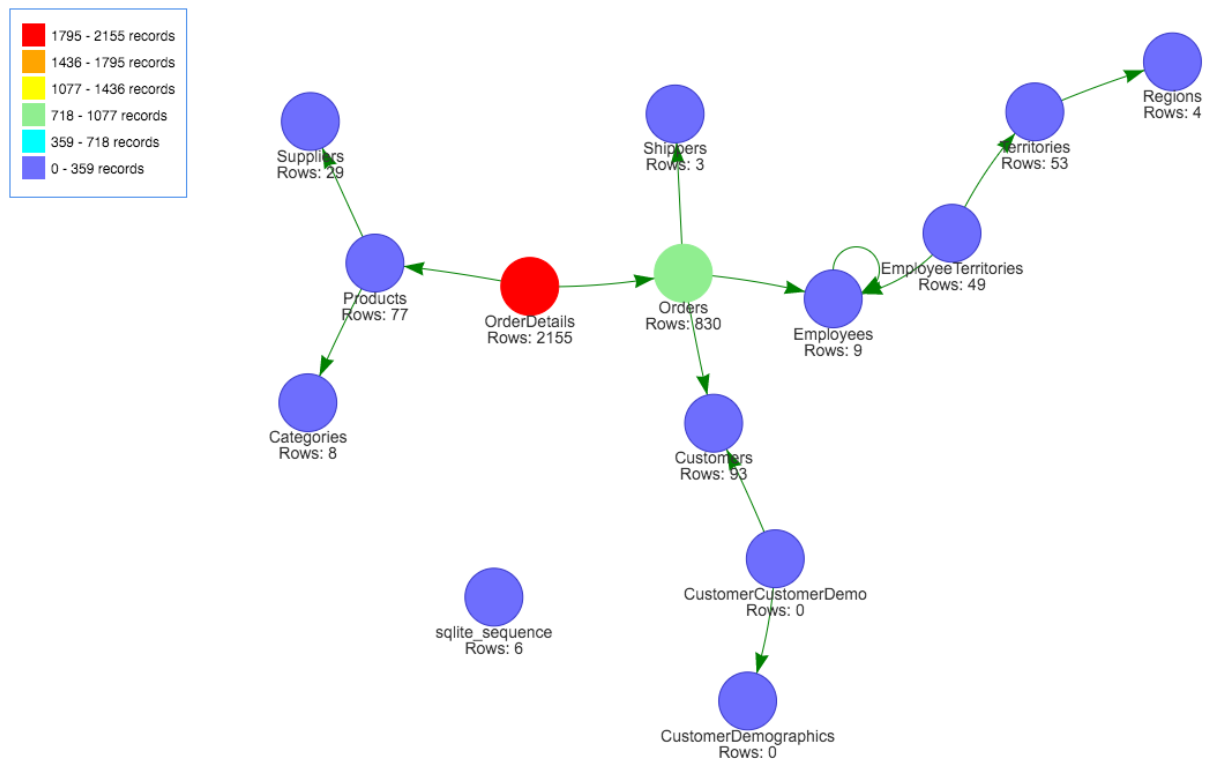 1795 - 2155 records
1436 - 1795 records
1077 - 1436 records
718 - 1077 records
359 - 718 records
0 - 359 records
Regions
Rows: 4
Suppliers
Rows: 29
Shippers
Rows: 3
Territories
Rows: 53
EmployeeTerritories
Rows: 49
Products
Rows: 77
OrderDetails
Rows: 2155
Orders
Rows: 830
Employees
Rows: 9
Categories
Rows: 8
Customers
Rows: 93
CustomerCustomerDemo
Rows: 0
sqlite_sequence
Rows: 6
CustomerDemographics
Rows: 0